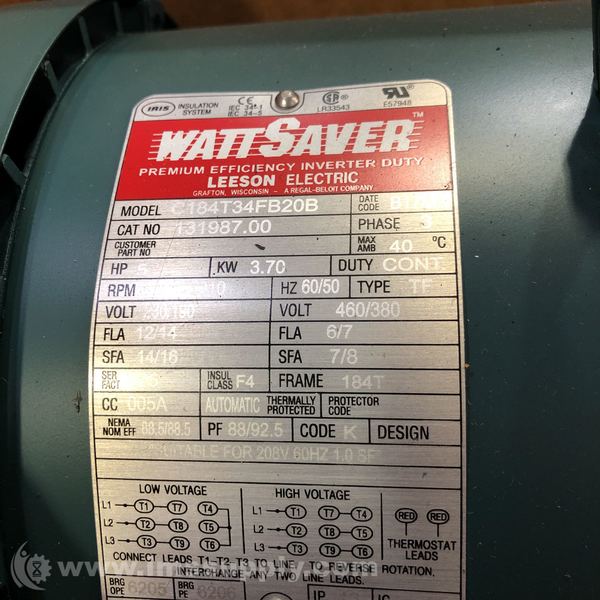 IRIS INSULATION SYSTEM
CE IEC 34-1 IEC 34-5
LR33543
E57948
WATTSAVER™
PREMIUM EFFICIENCY INVERTER DUTY
LEESON ELECTRIC
GRAFTON, WISCONSIN - A REGAL-BELOIT COMPANY
MODEL C184T34FB20B DATE CODE
CAT NO 131987.00 PHASE 3
CUSTOMER PART NO MAX AMB 40 °C
HP 5 KW 3.70 DUTY CONT
RPM HZ 60/50 TYPE TF
VOLT 230/190 VOLT 460/380
FLA 12/14 FLA 6/7
SFA 14/16 SFA 7/8
SER FACT INSUL CLASS F4 FRAME 184T
CC 005A AUTOMATIC THERMALLY PROTECTED PROTECTOR CODE
NEMA NOM EFF 88.5/88.5 PF 88/92.5 CODE K DESIGN
SUITABLE FOR 208V 60HZ 1.0 SF
LOW VOLTAGE HIGH VOLTAGE
L1 T1 T7 T4 L1 T1 T7 T4 RED RED
L2 T2 T8 T5 L2 T2 T8 T5
L3 T3 T9 T6 L3 T3 T9 T6 THERMOSTAT LEADS
CONNECT LEADS T1-T2-T3 TO LINE - TO REVERSE ROTATION, INTERCHANGE ANY TWO LINE LEADS.
BRG OPE 6205 BRG PE 6206 IP IC